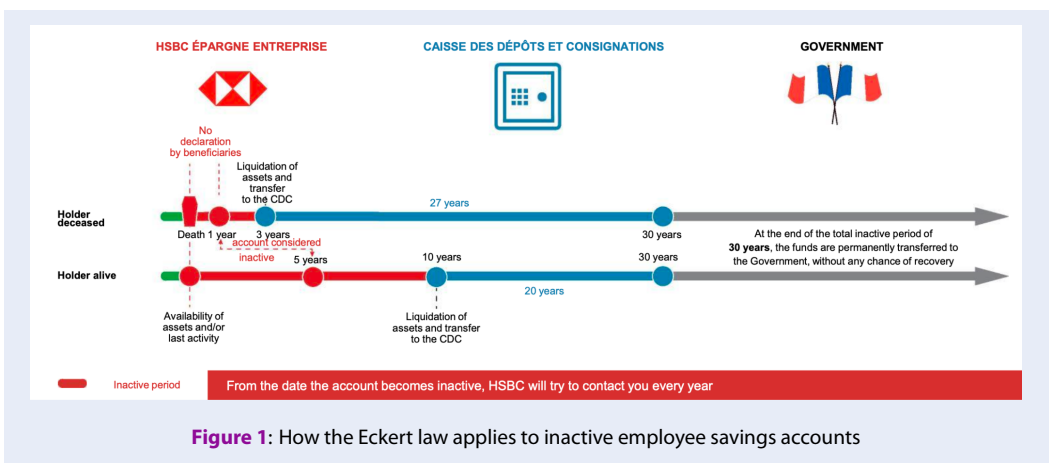 HSBC ÉPARGNE ENTREPRISE
CAISSE DES DÉPÔTS ET CONSIGNATIONS
GOVERNMENT
No
declaration
by beneficiaries
Liquidation of
assets and
transfer
to the CDC
Holder
deceased
27 years
Death 1 year
3 years
30 years
account considered
inactive
At the end of the total inactive period of
30 years, the funds are permanently transferred to
the Government, without any chance of recovery
Holder alive
5 years
10 years
30 years
20 years
Availability of
assets and/or
last activity
Liquidation of
assets and transfer
to the CDC
Inactive period
From the date the account becomes inactive, HSBC will try to contact you every year
Figure 1: How the Eckert law applies to inactive employee savings accounts